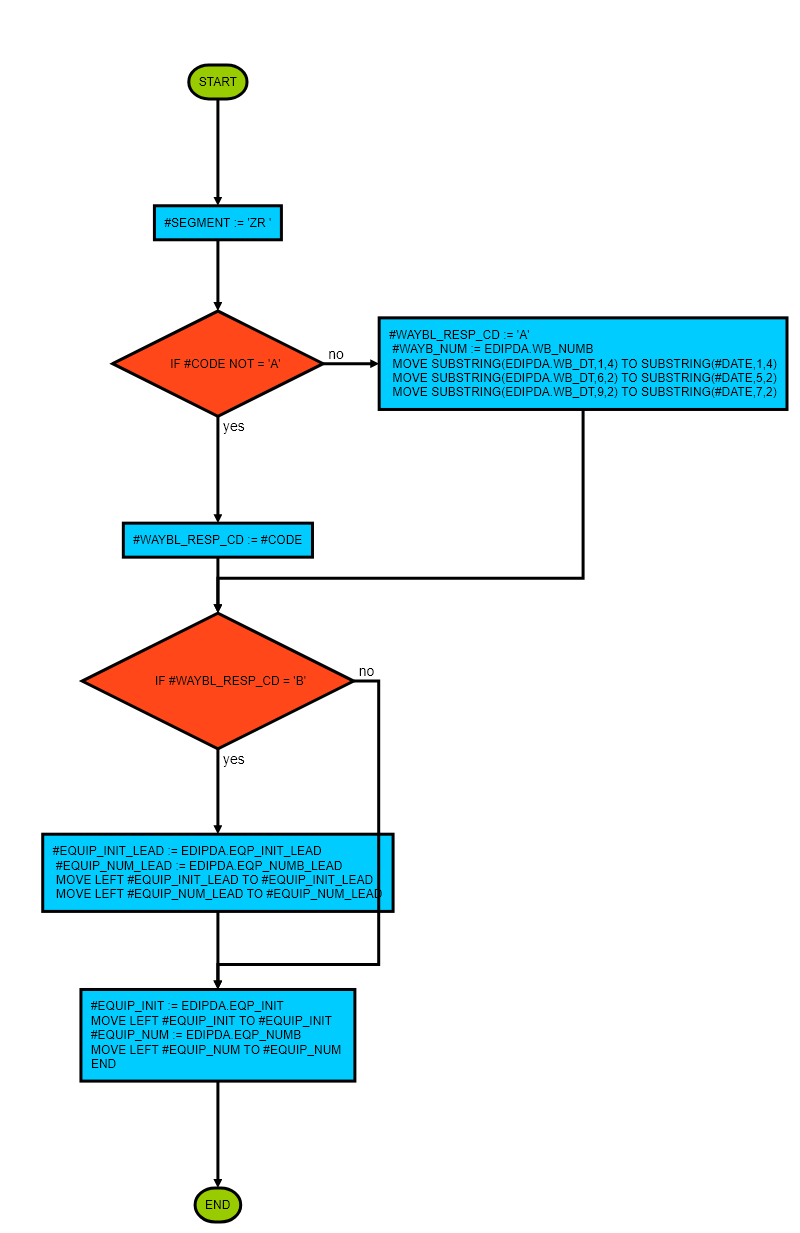 START
#SEGMENT := 'ZR '
IF #CODE NOT = 'A'
no
#WAYBL_RESP_CD := 'A'
#WAYB_NUM := EDIPDA.WB_NUMB
MOVE SUBSTRING(EDIPDA.WB_DT,1,4) TO SUBSTRING(#DATE,1,4)
MOVE SUBSTRING(EDIPDA.WB_DT,6,2) TO SUBSTRING(#DATE,5,2)
MOVE SUBSTRING(EDIPDA.WB_DT,9,2) TO SUBSTRING(#DATE,7,2)
yes
#WAYBL_RESP_CD := #CODE
IF #WAYBL_RESP_CD = 'B'
no
yes
#EQUIP_INIT_LEAD := EDIPDA.EQP_INIT_LEAD
#EQUIP_NUM_LEAD := EDIPDA.EQP_NUMB_LEAD
MOVE LEFT #EQUIP_INIT_LEAD TO #EQUIP_INIT_LEAD
MOVE LEFT #EQUIP_NUM_LEAD TO #EQUIP_NUM_LEAD
#EQUIP_INIT := EDIPDA.EQP_INIT
MOVE LEFT #EQUIP_INIT TO #EQUIP_INIT
#EQUIP_NUM := EDIPDA.EQP_NUMB
MOVE LEFT #EQUIP_NUM TO #EQUIP_NUM
END
END